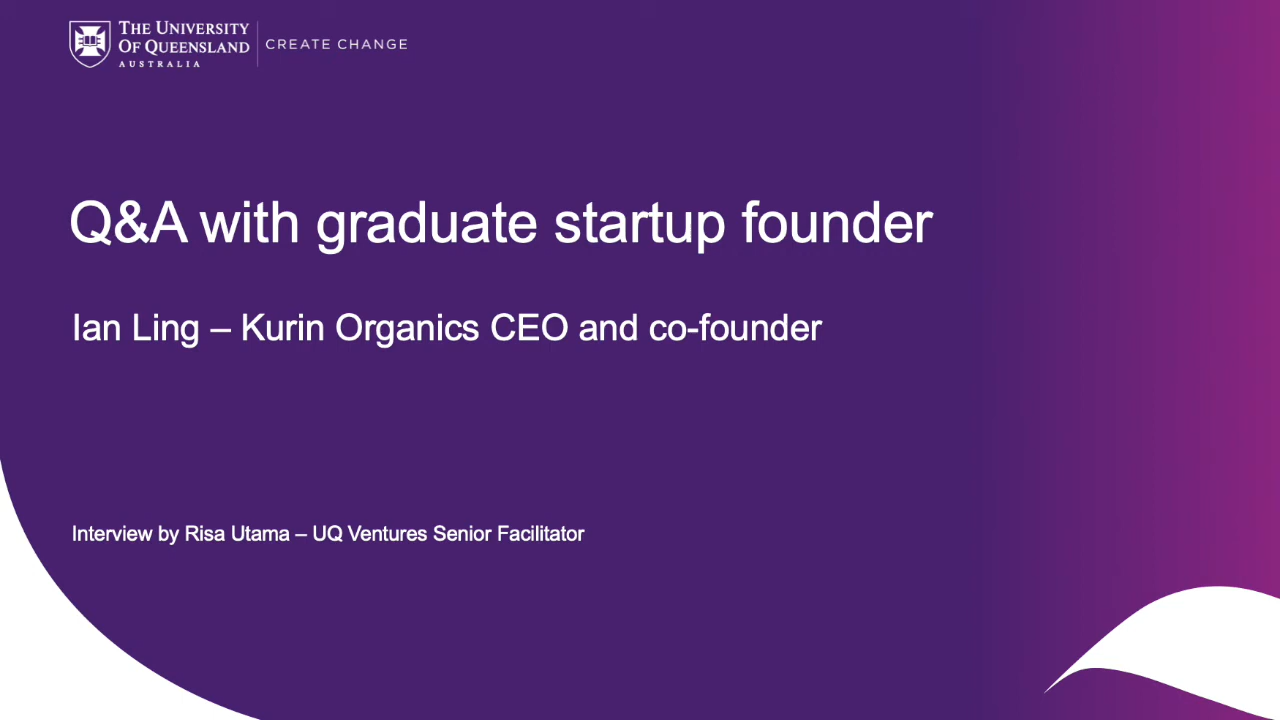 THE UNIVERSITY
OF QUEENSLAND
AUSTRALIA
CREATE CHANGE
Q&A with graduate startup founder
Ian Ling – Kurin Organics CEO and co-founder
Interview by Risa Utama – UQ Ventures Senior Facilitator